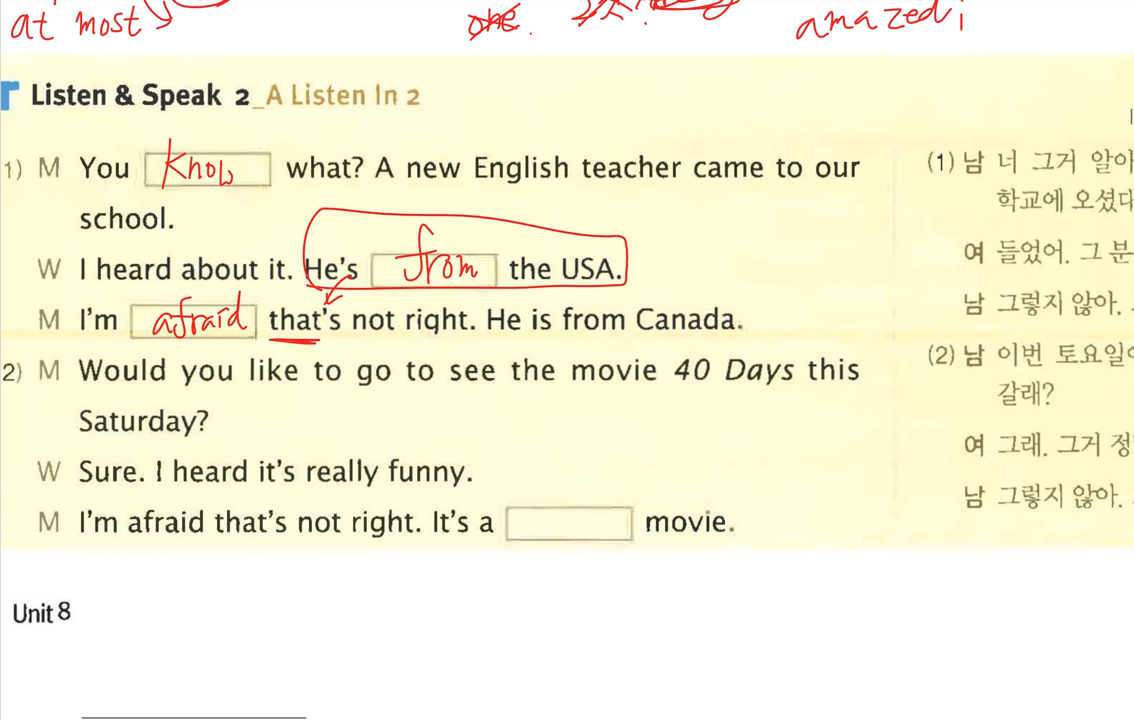 at most
one.
amazed;
Listen & Speak 2_A Listen In 2
1) M You know what? A new English teacher came to our
school.
W I heard about it. He's from the USA.
M I'm afraid that's not right. He is from Canada.
2) M Would you like to go to see the movie 40 Days this
Saturday?
W Sure. I heard it's really funny.
M I'm afraid that's not right. It's a movie.
(1) 남 너 그거 알아
학교에 오셨다
여 들었어. 그 분
남 그렇지 않아.
(2) 남 이번 토요일
갈래?
여 그래. 그거 정
남 그렇지 않아.
Unit 8